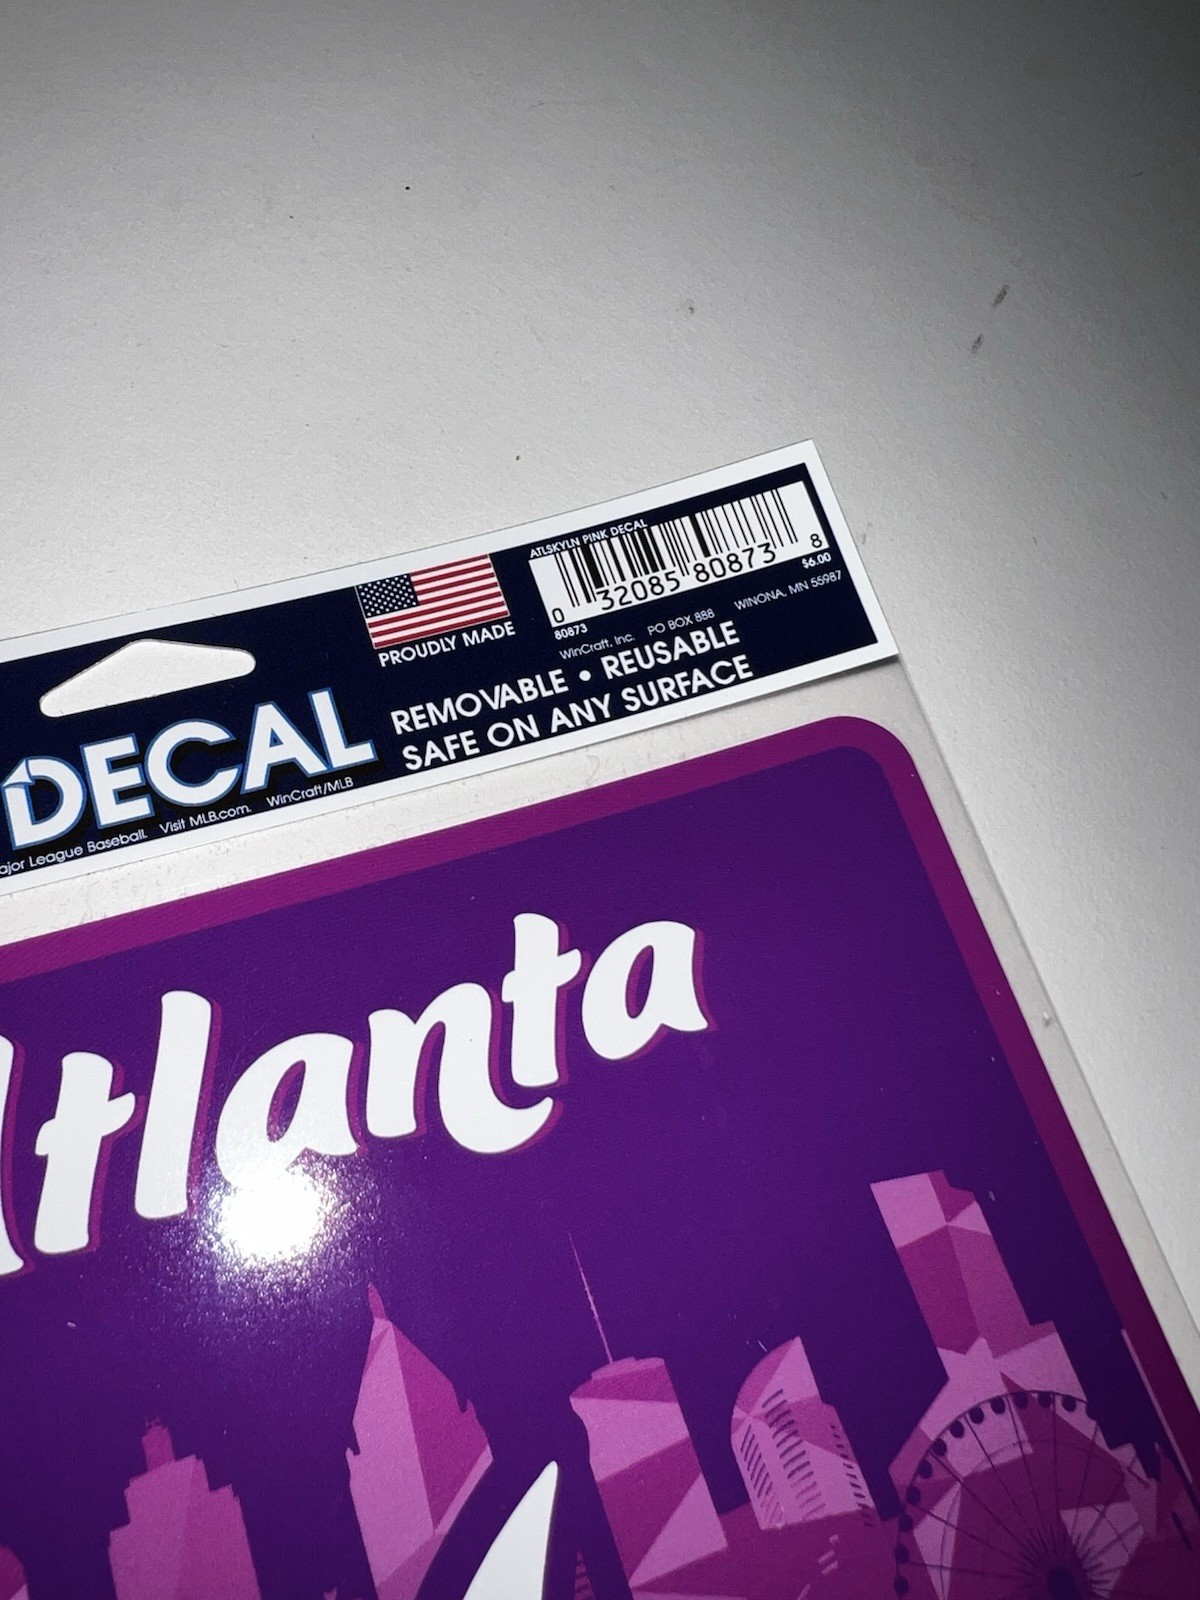 ATLSKYLN PINK DECAL
0 32085 80873 8
80873
$6.00
WinCraft, Inc. PO BOX 888 WINONA, MN 55987
PROUDLY MADE
REMOVABLE • REUSABLE
SAFE ON ANY SURFACE
DECAL
ajor League Baseball. Visit MLB.com. WinCraft/MLB
Atlanta